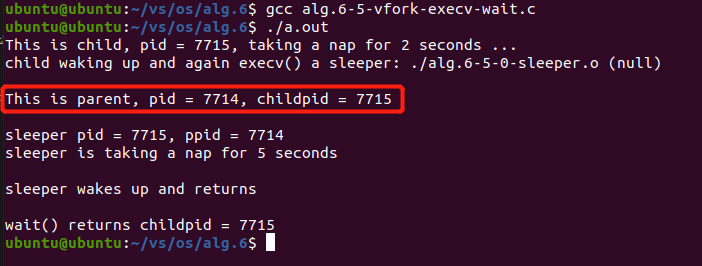 ubuntu@ubuntu:~/vs/os/alg.6$ gcc alg.6-5-vfork-execv-wait.c
ubuntu@ubuntu:~/vs/os/alg.6$ ./a.out
This is child, pid = 7715, taking a nap for 2 seconds ...
child waking up and again execv() a sleeper: ./alg.6-5-0-sleeper.o (null)
This is parent, pid = 7714, childpid = 7715
sleeper pid = 7715, ppid = 7714
sleeper is taking a nap for 5 seconds
sleeper wakes up and returns
wait() returns childpid = 7715
ubuntu@ubuntu:~/vs/os/alg.6$